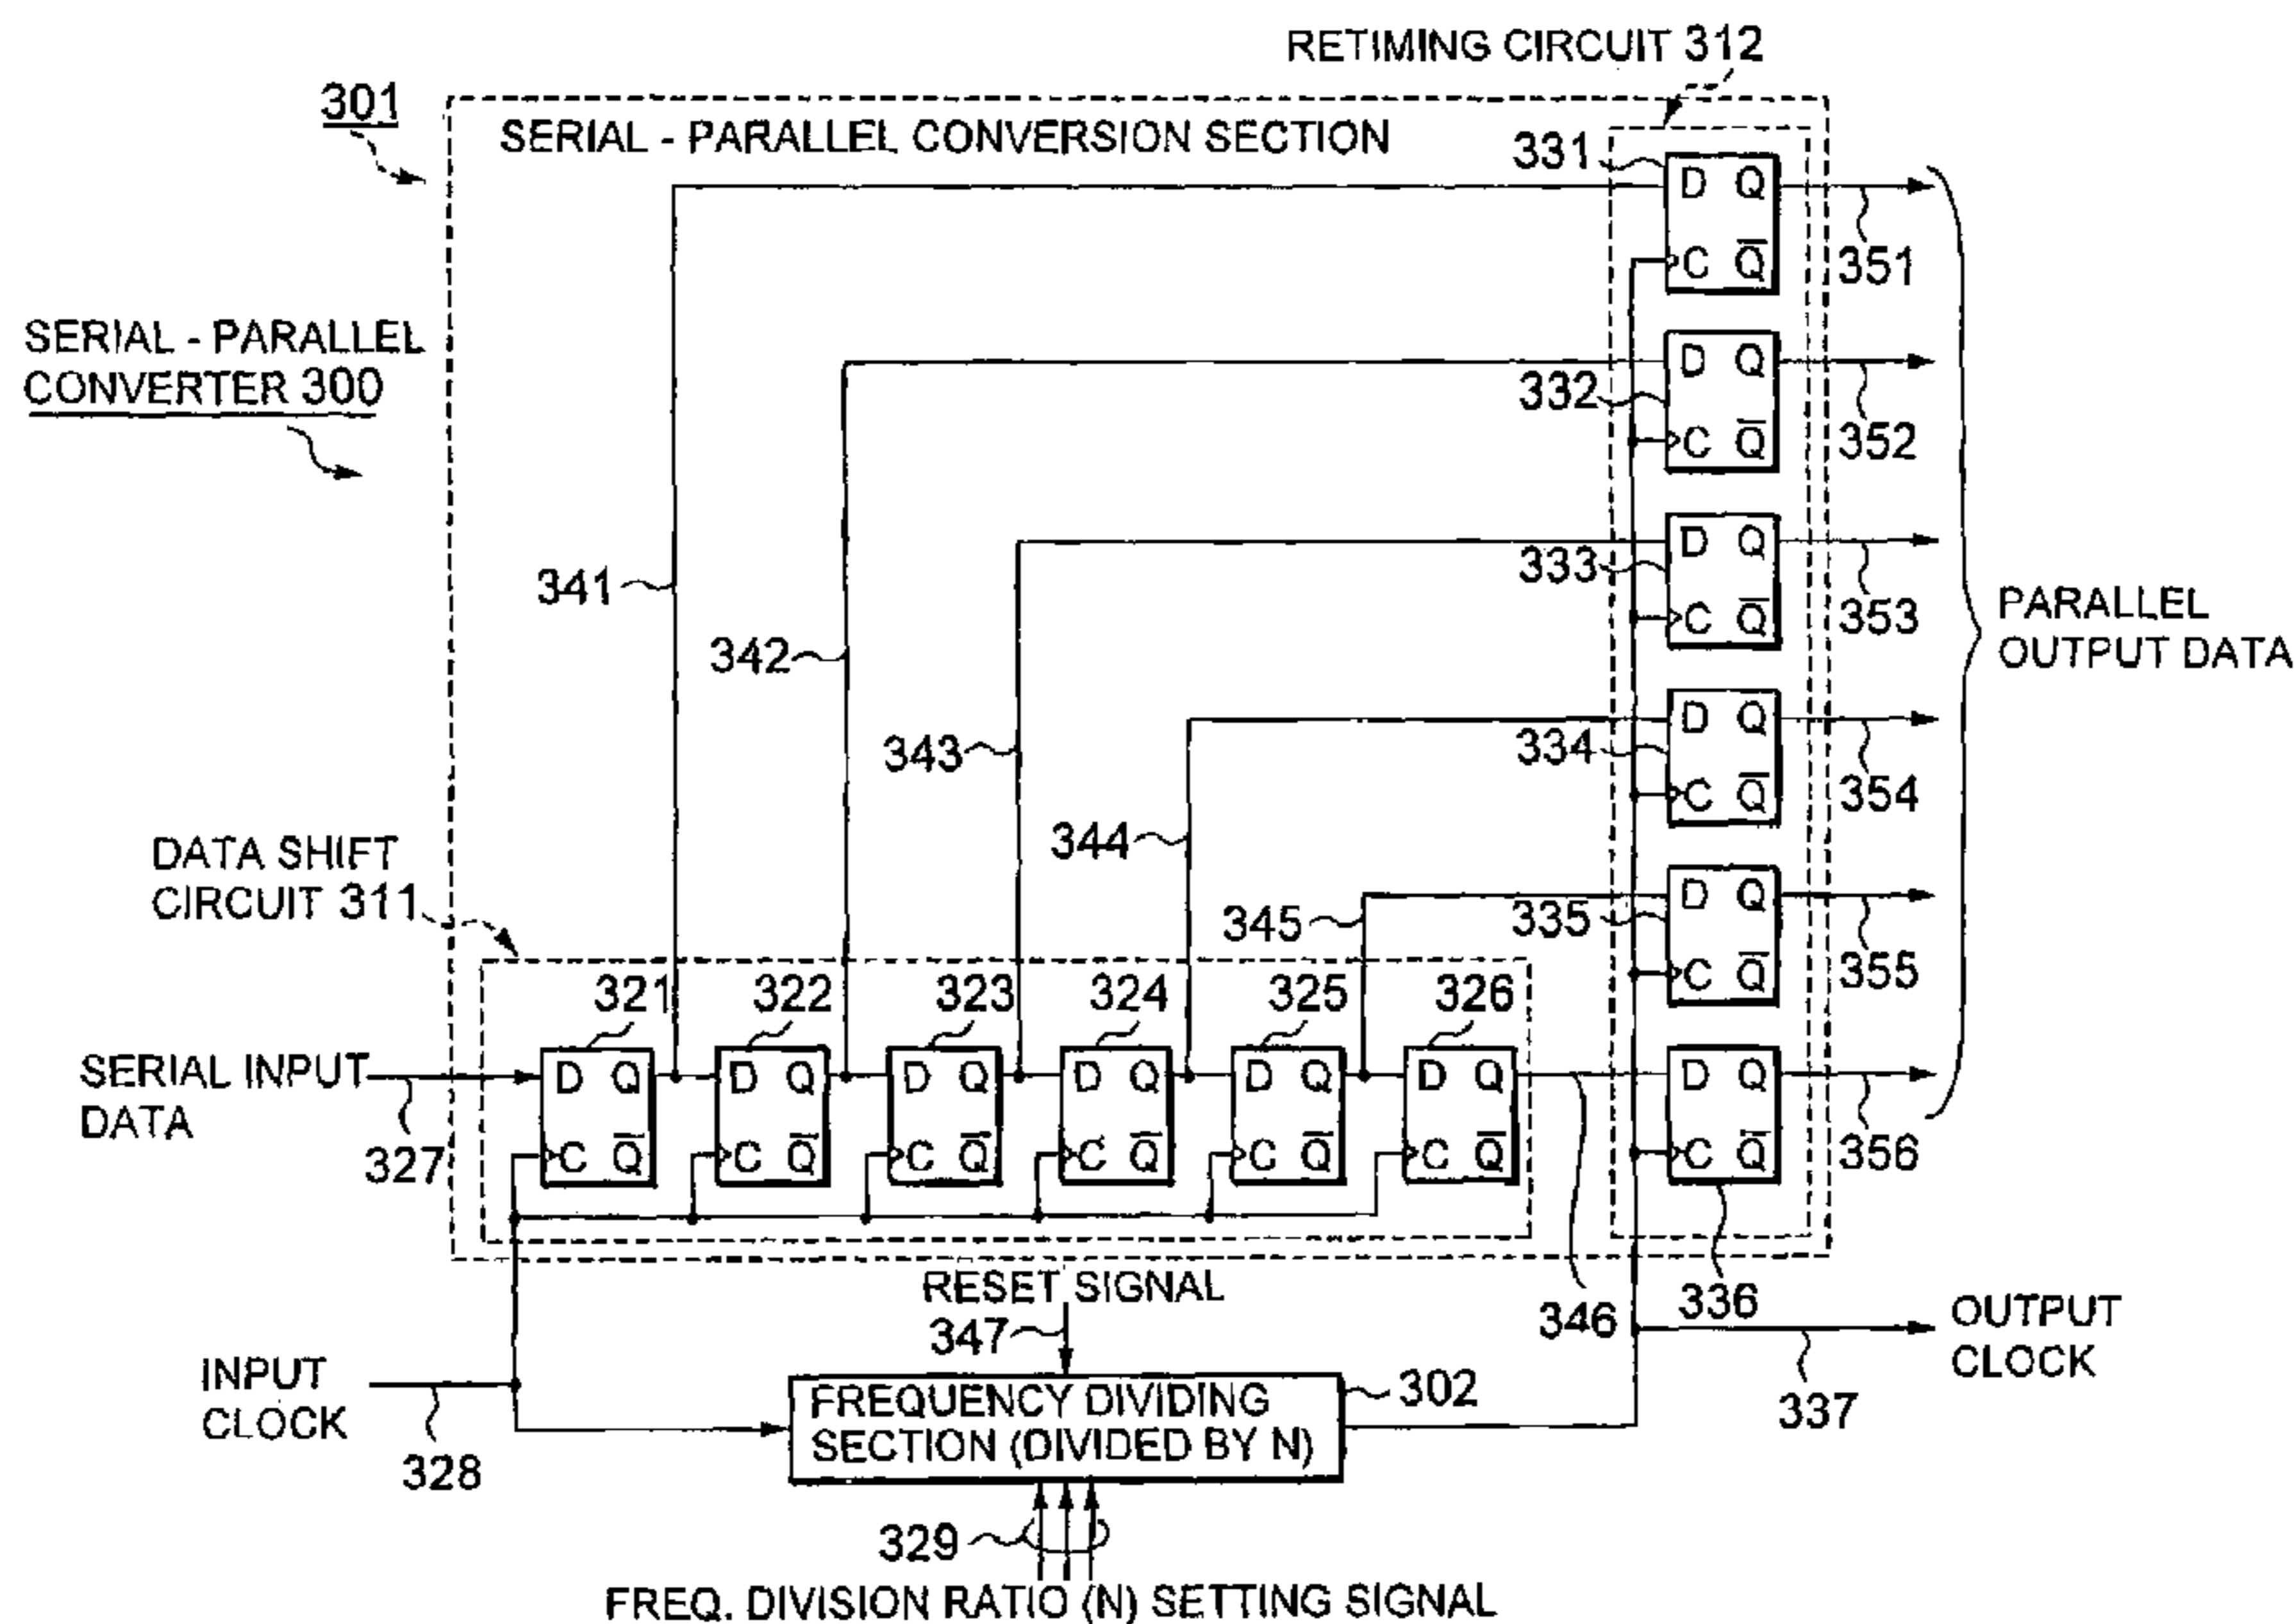 RETIMING CIRCUIT 312
301
SERIAL - PARALLEL CONVERSION SECTION
331
D Q
C Q̅
351
SERIAL - PARALLEL
CONVERTER 300
332
D Q
C Q̅
352
333
D Q
C Q̅
353
341
342
PARALLEL
OUTPUT DATA
334
D Q
C Q̅
354
343
344
DATA SHIFT
CIRCUIT 311
345
335
D Q
C Q̅
355
321
322
323
324
325
326
SERIAL INPUT
DATA
327
D Q
C Q̅
D Q
C Q̅
D Q
C Q̅
D Q
C Q̅
D Q
C Q̅
D Q
C Q̅
D Q
C Q̅
356
RESET SIGNAL
347
346
336
OUTPUT
CLOCK
337
INPUT
CLOCK
328
FREQUENCY DIVIDING
SECTION (DIVIDED BY N)
302
329
FREQ. DIVISION RATIO (N) SETTING SIGNAL